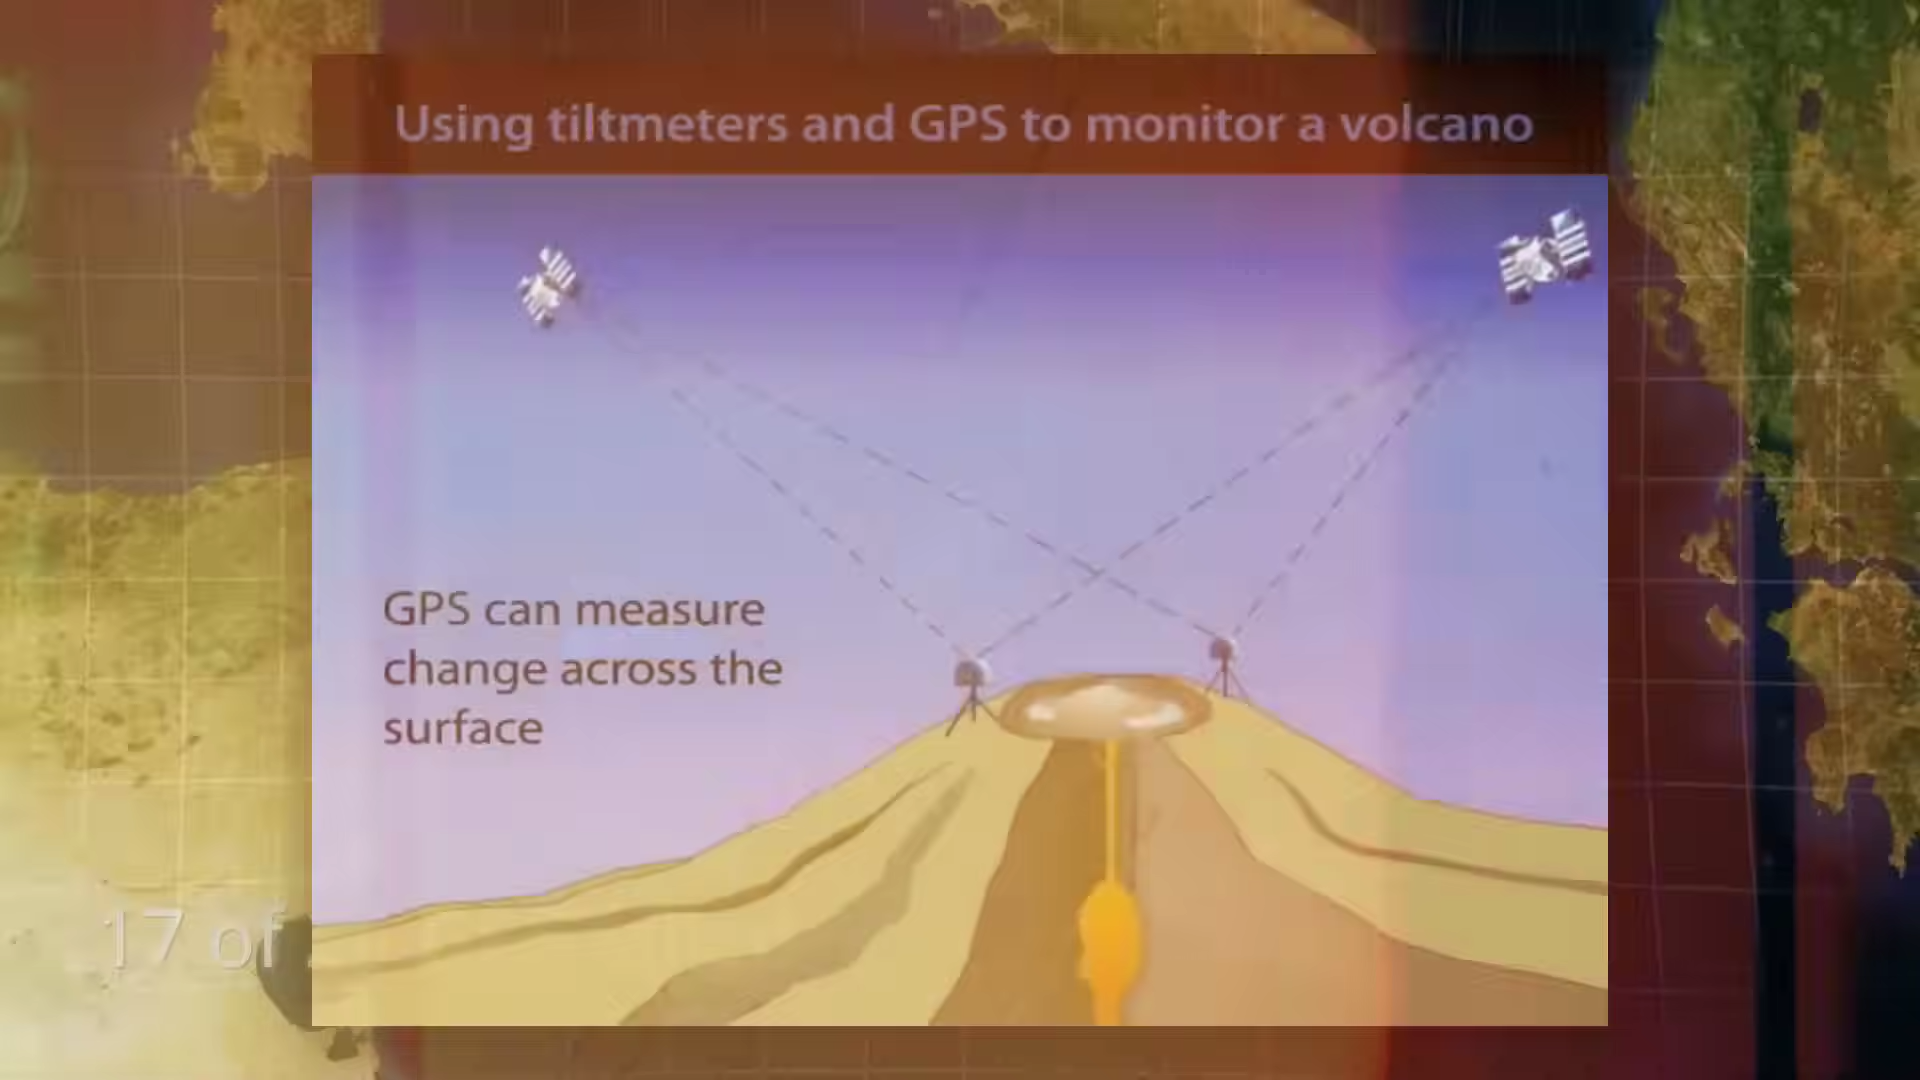 Using tiltmeters and GPS to monitor a volcano
GPS can measure
change across the
surface
17 of